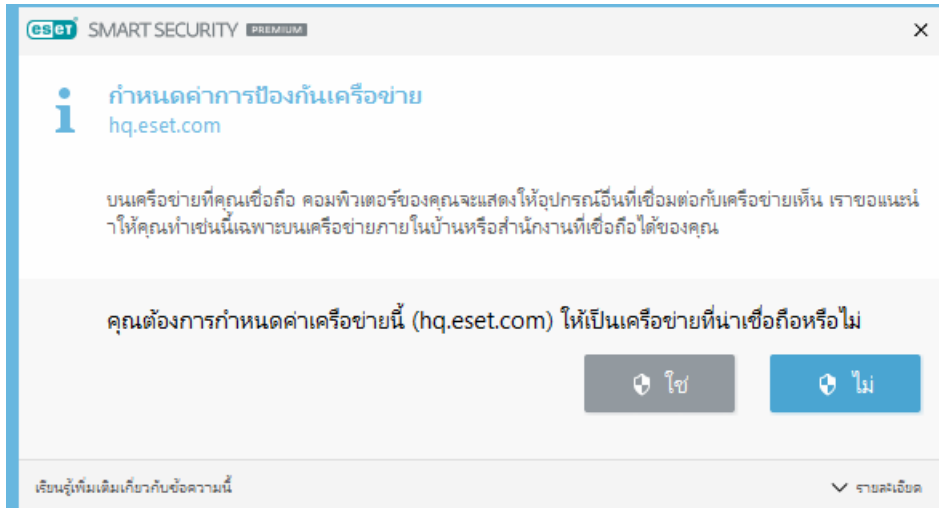 eset SMART SECURITY PREMIUM
กำหนดค่าการป้องกันเครือข่าย
hq.eset.com
บนเครือข่ายที่คุณเชื่อถือ คอมพิวเตอร์ของคุณจะแสดงให้อุปกรณ์อื่นที่เชื่อมต่อกับเครือข่ายเห็น เราขอแนะนำ
าให้คุณทำเช่นนี้เฉพาะบนเครือข่ายภายในบ้านหรือสำนักงานที่เชื่อถือได้ของคุณ
คุณต้องการกำหนดค่าเครือข่ายนี้ (hq.eset.com) ให้เป็นเครือข่ายที่น่าเชื่อถือหรือไม่
ใช่ ไม่
เรียนรู้เพิ่มเติมเกี่ยวกับข้อความนี้ รายละเอียด